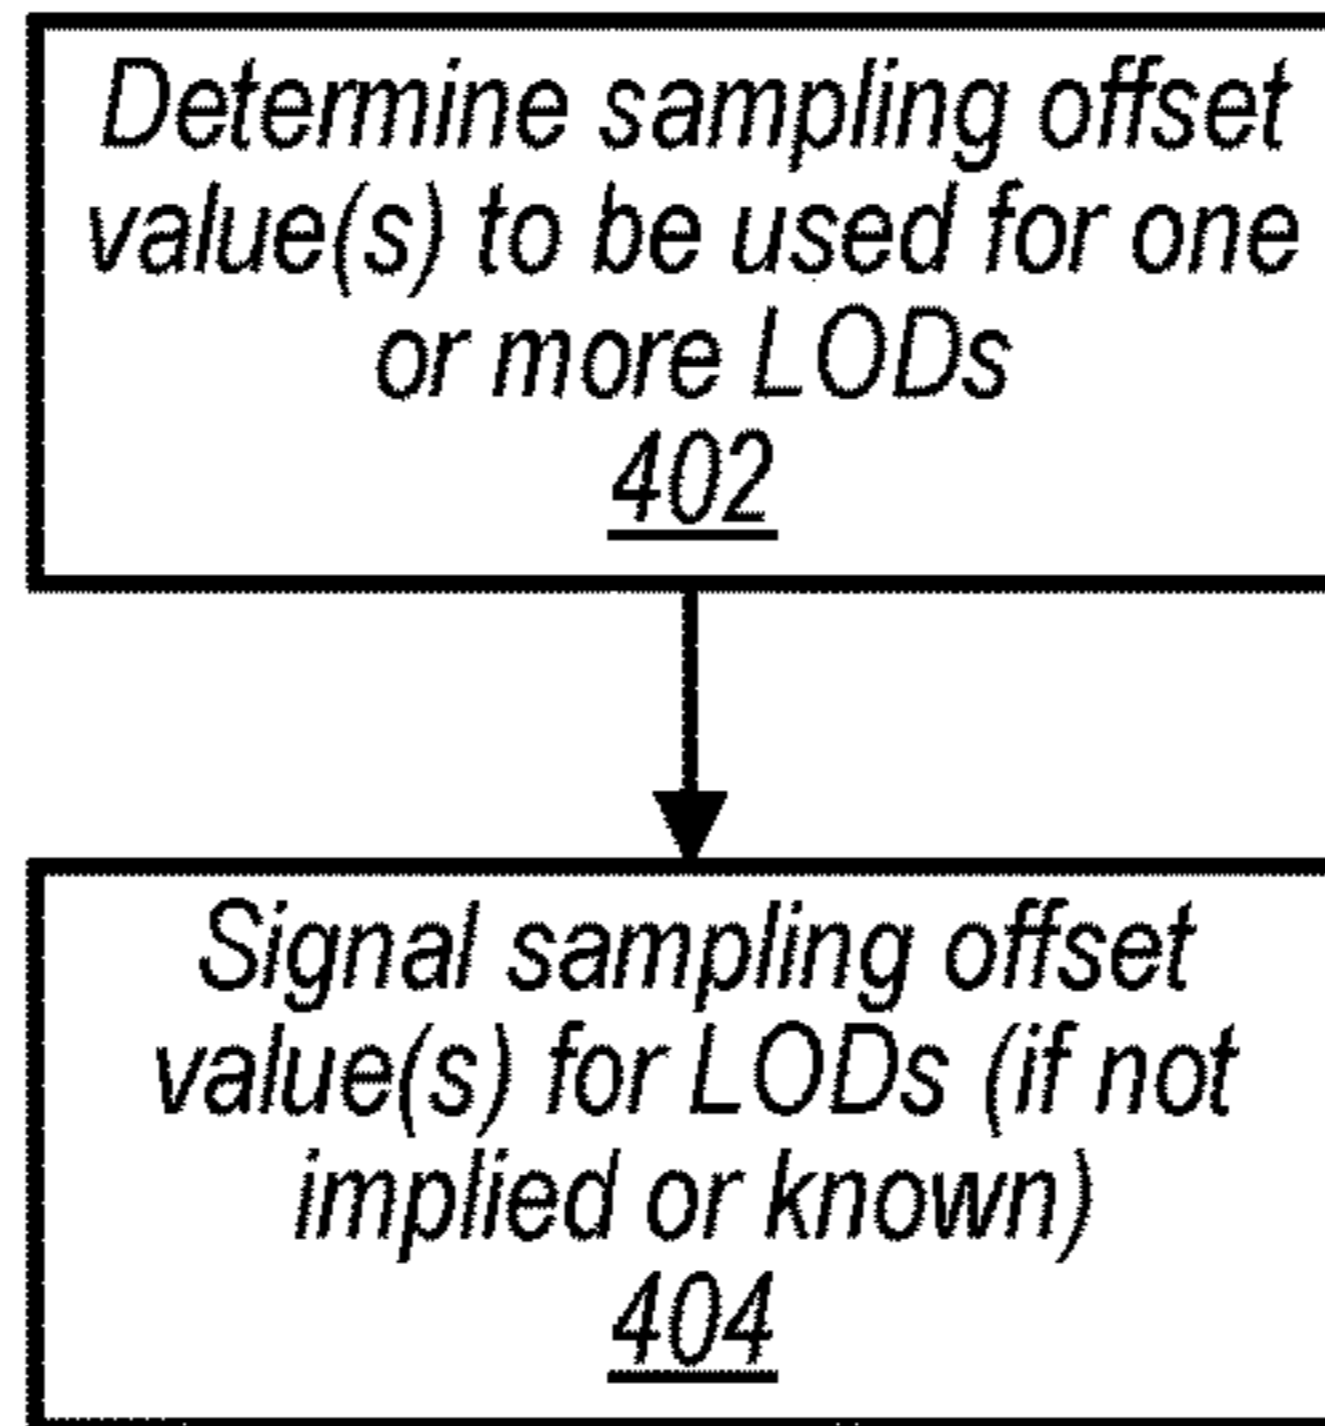 Determine sampling offset
value(s) to be used for one
or more LODs
402
Signal sampling offset
value(s) for LODs (if not
implied or known)
404